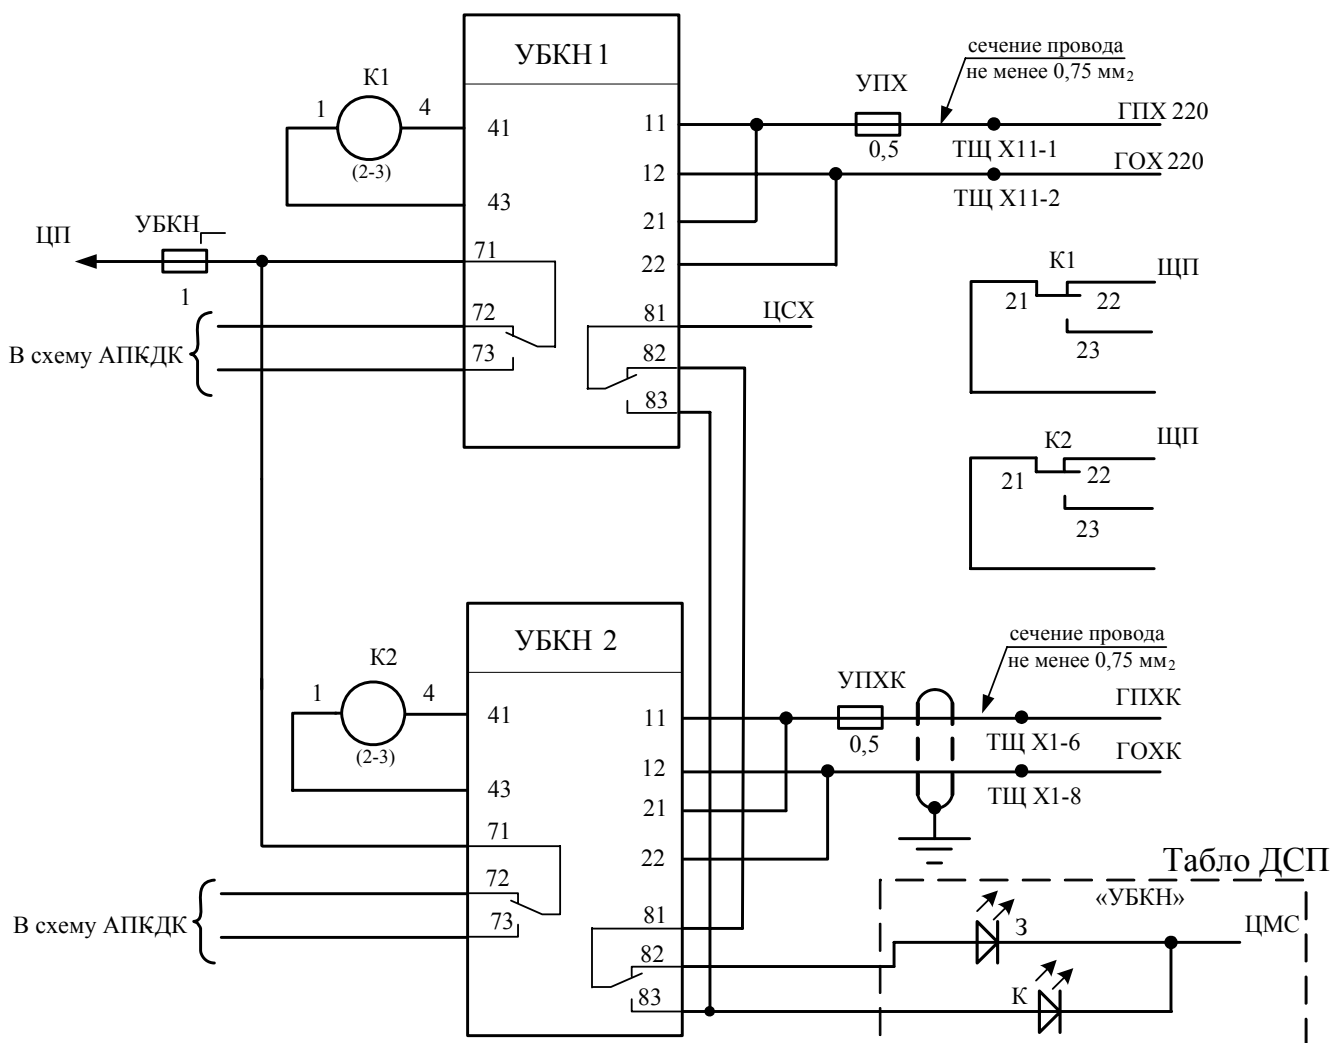 УБКН 1
К1
1
4
(2-3)
41
43
71
72
73
11
12
21
22
81
82
83
УПХ
0,5
сечение провода
не менее 0,75 мм2
ГПХ 220
ТЩ Х11-1
ГОХ 220
ТЩ Х11-2
ЦП
УБКН
1
В схему АПКДК
ЦСХ
К1
ЩП
21
22
23
К2
ЩП
21
22
23
УБКН 2
К2
1
4
(2-3)
41
43
71
72
73
11
12
21
22
81
82
83
УПХК
0,5
сечение провода
не менее 0,75 мм2
ГПХК
ТЩ Х1-6
ГОХК
ТЩ Х1-8
В схему АПКДК
Табло ДСП
«УБКН»
З
ЦМС
К